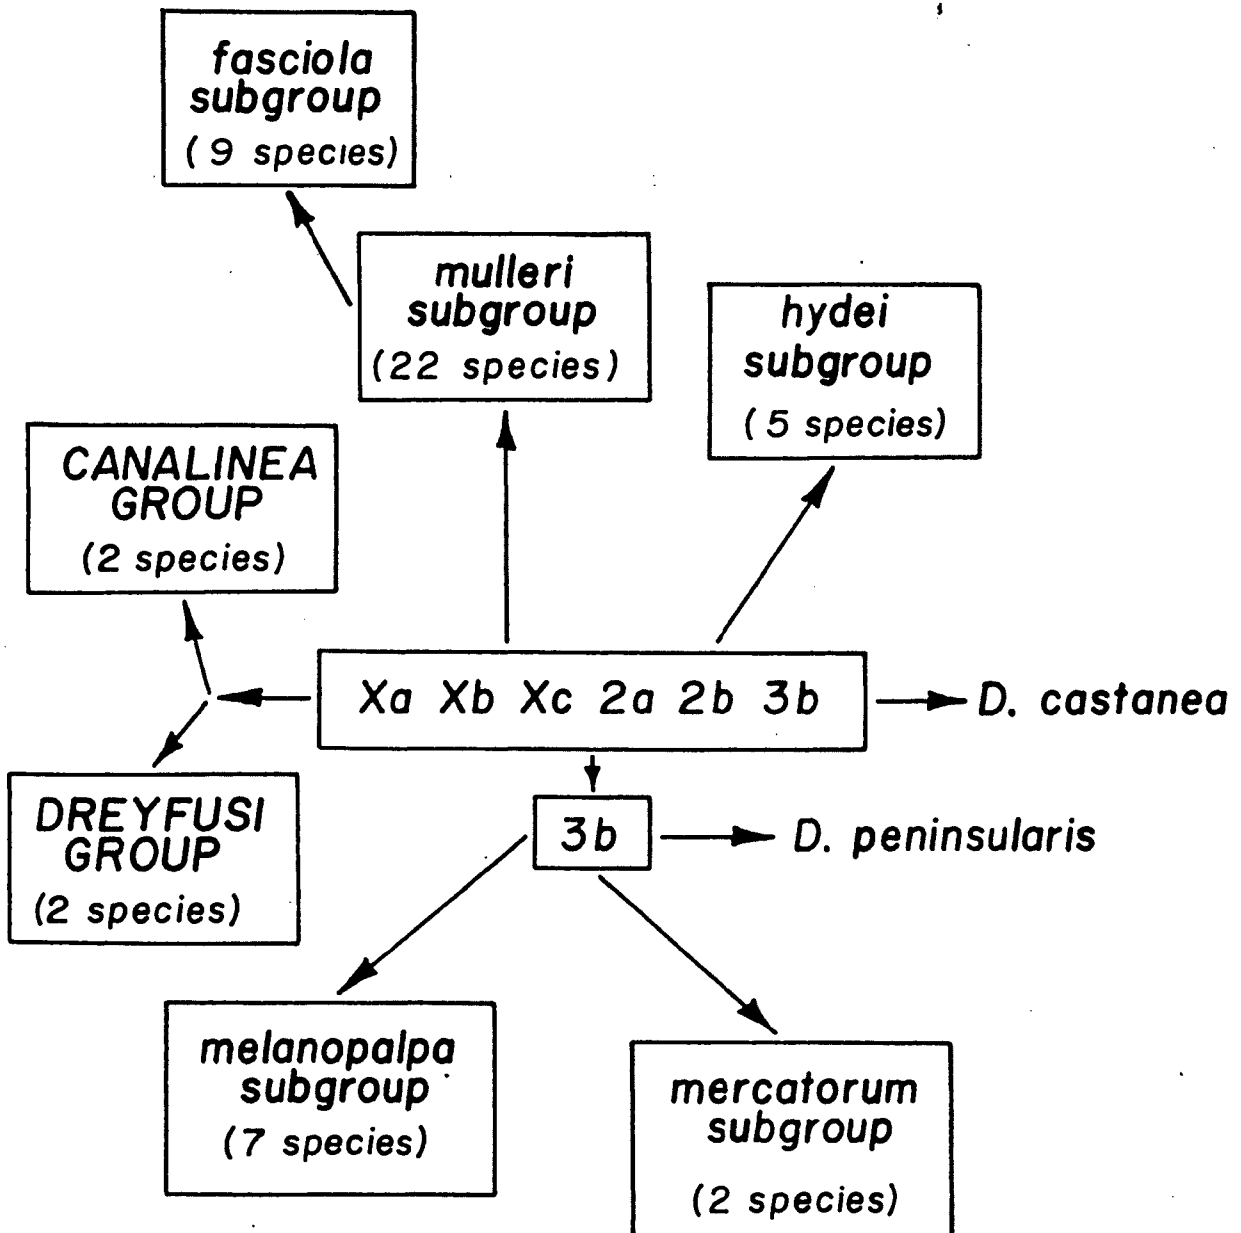 fasciola
subgroup
(9 species)
mulleri
subgroup
(22 species)
hydei
subgroup
(5 species)
CANALINEA
GROUP
(2 species)
Xa Xb Xc 2a 2b 3b
D. castanea
DREYFUSI
GROUP
(2 species)
3b
D. peninsularis
melanopalpa
subgroup
(7 species)
mercatorum
subgroup
(2 species)